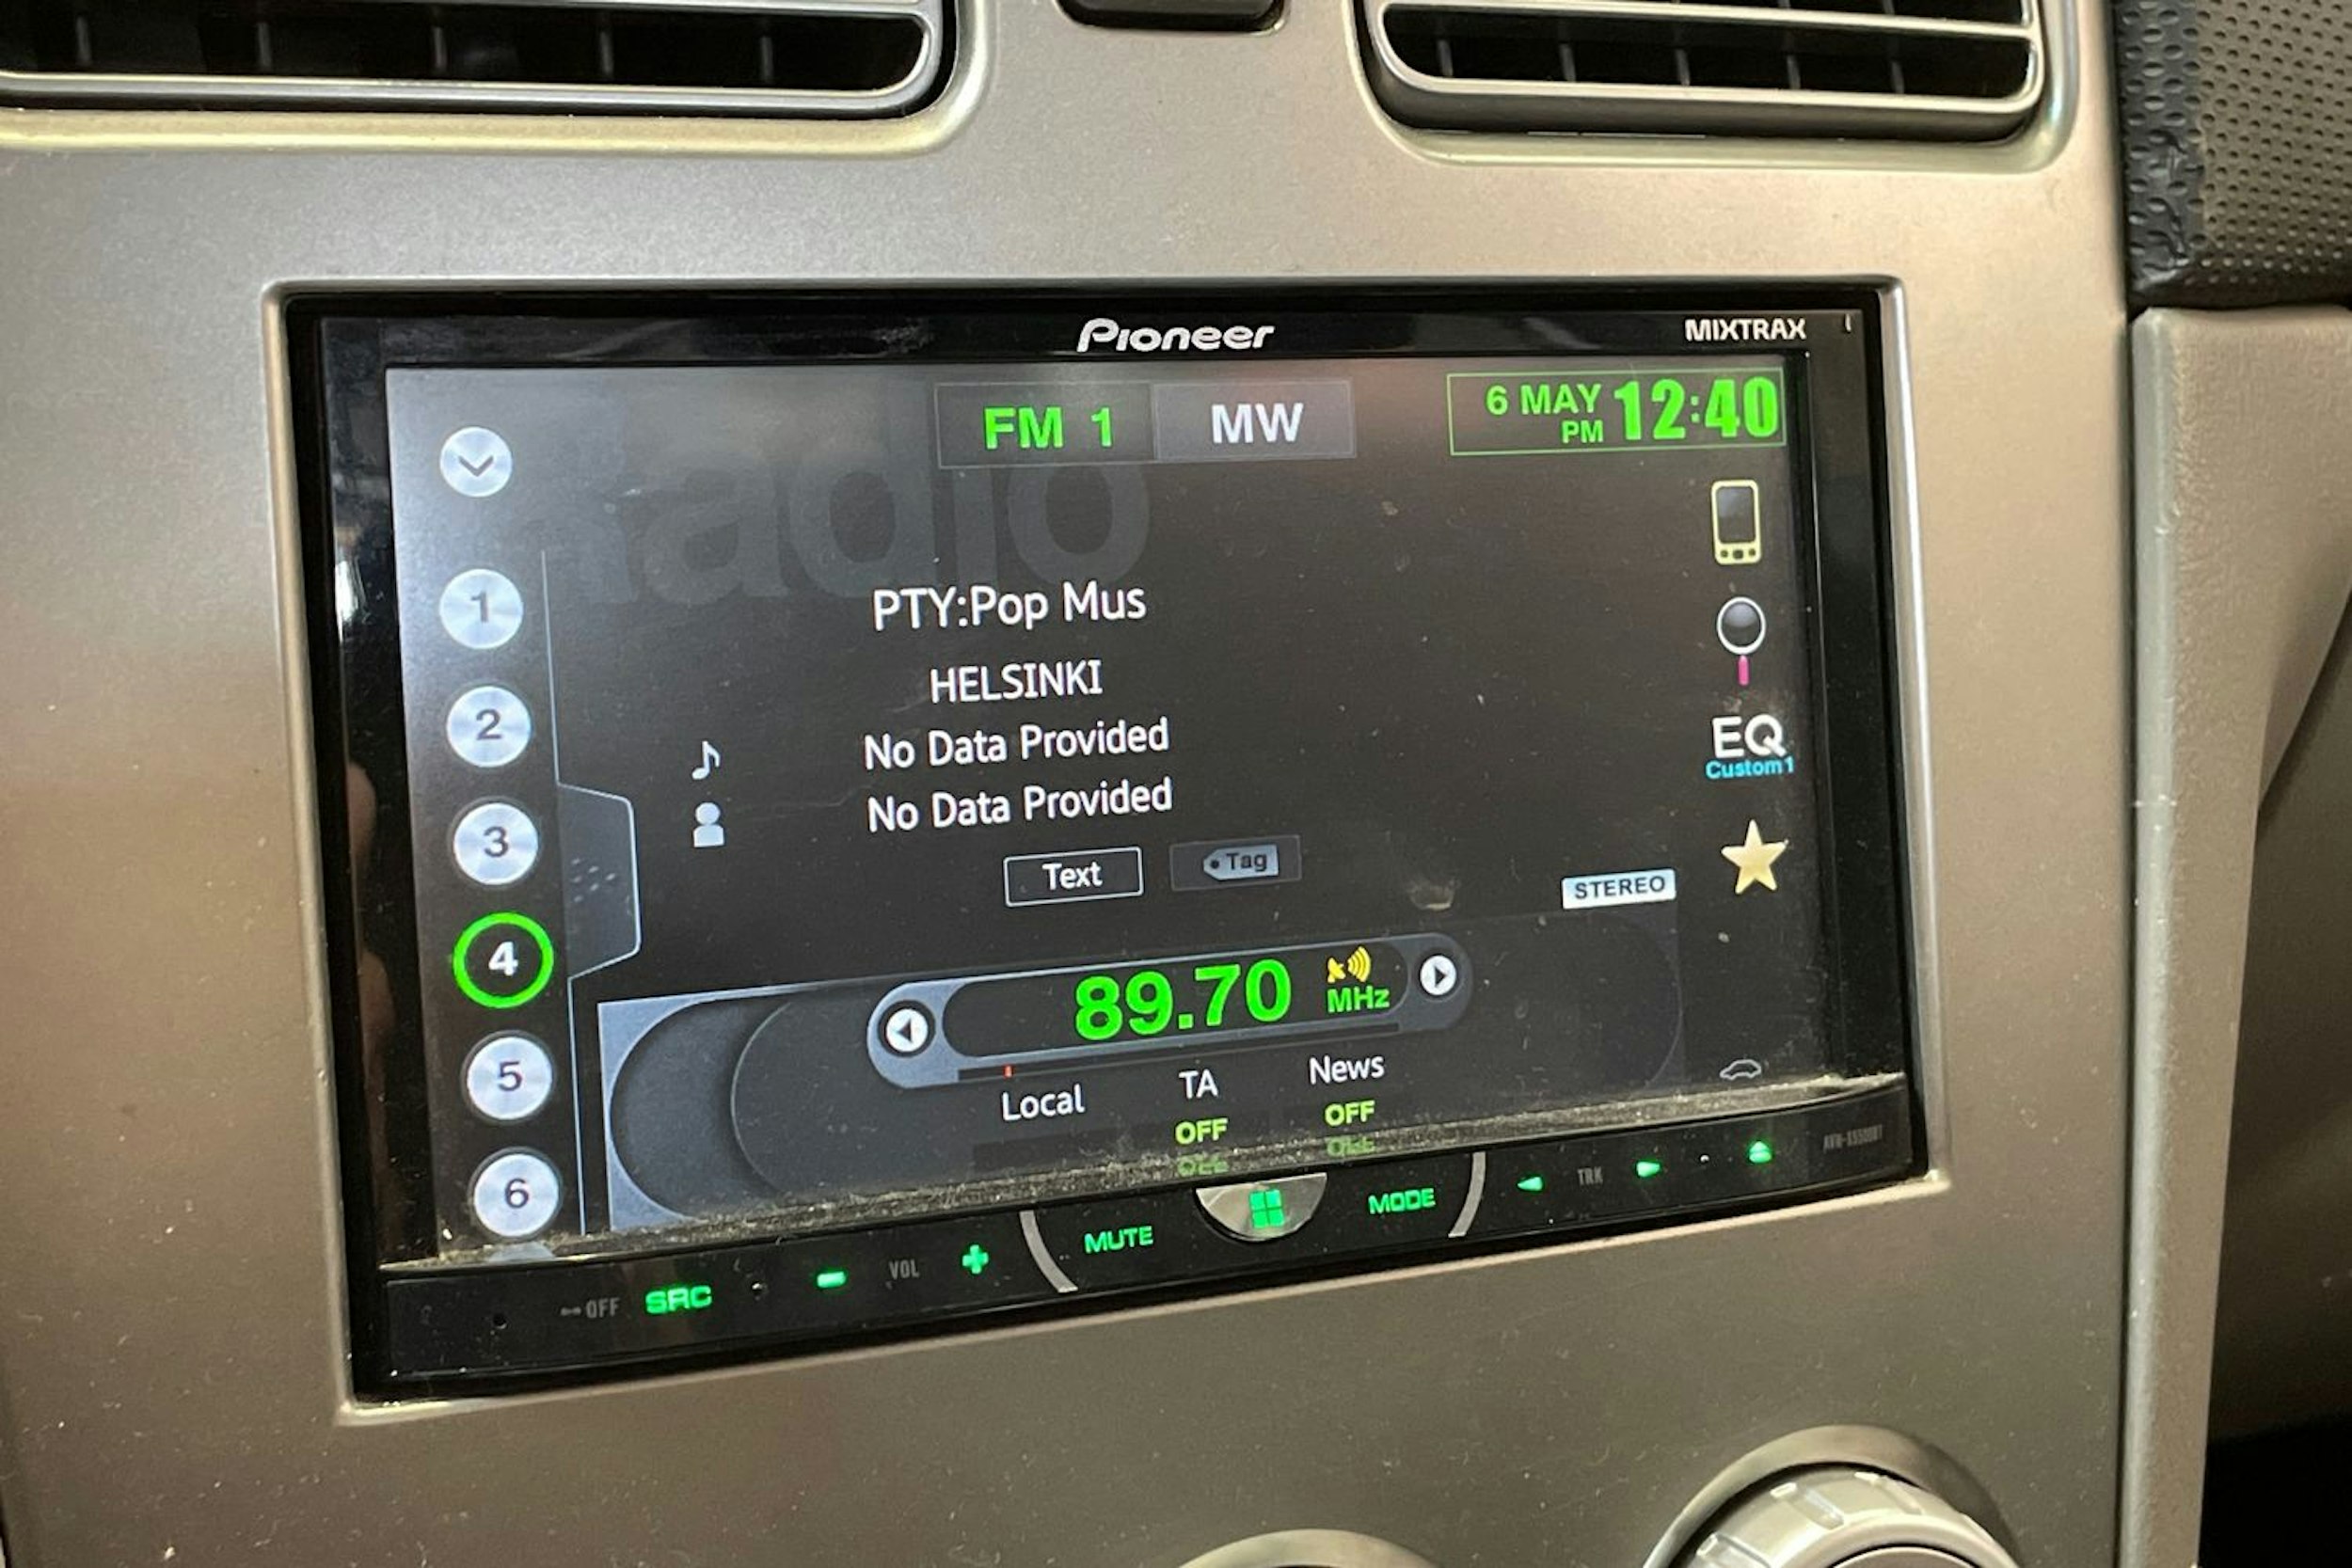 Pioneer
MIXTRAX
Radio
FM 1
MW
6 MAY
PM
12:40
1
2
3
4
5
6
PTY:Pop Mus
HELSINKI
No Data Provided
No Data Provided
Text
Tag
EQ
Custom1
STEREO
89.70
MHz
Local
TA
OFF
News
OFF
OFF
SRC
VOL
MUTE
MODE
TRK